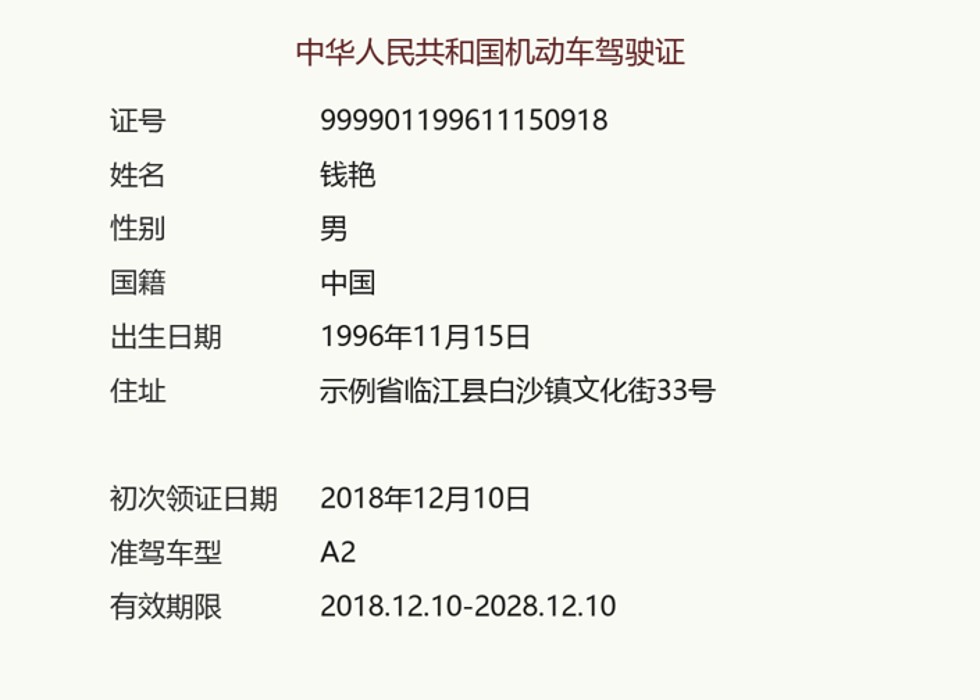 中华人民共和国机动车驾驶证
证号 999901199611150918
姓名 钱艳
性别 男
国籍 中国
出生日期 1996年11月15日
住址 示例省临江县白沙镇文化街33号
初次领证日期 2018年12月10日
准驾车型 A2
有效期限 2018.12.10-2028.12.10